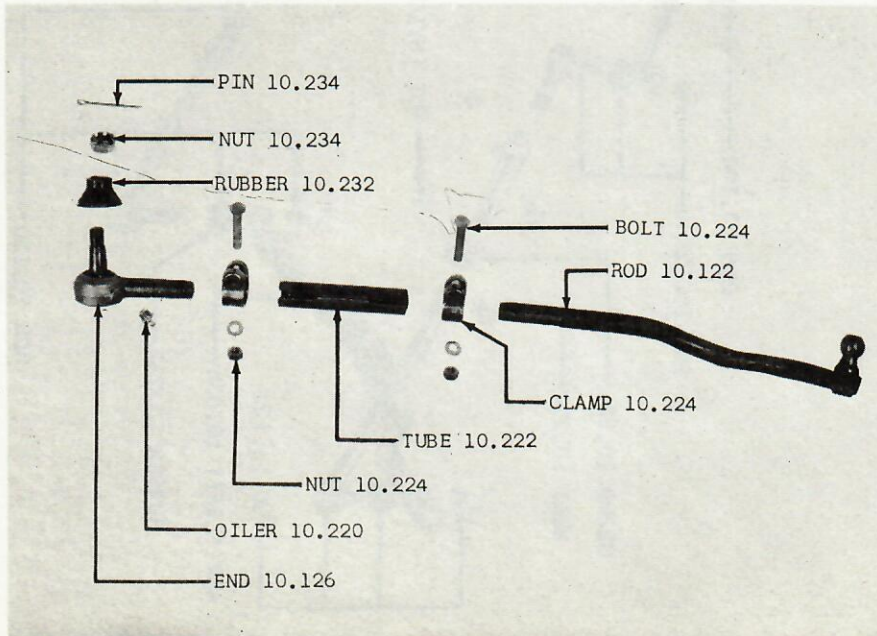 PIN 10.234
NUT 10.234
RUBBER 10.232
BOLT 10.224
ROD 10.122
CLAMP 10.224
TUBE 10.222
NUT 10.224
OILER 10.220
END 10.126